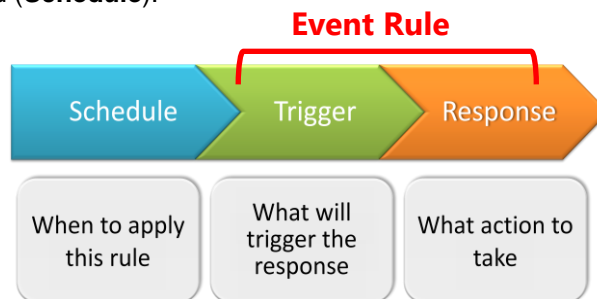 (Schedule).
Event Rule
Schedule
Trigger
Response
When to apply
this rule
What will
trigger the
response
What action to
take